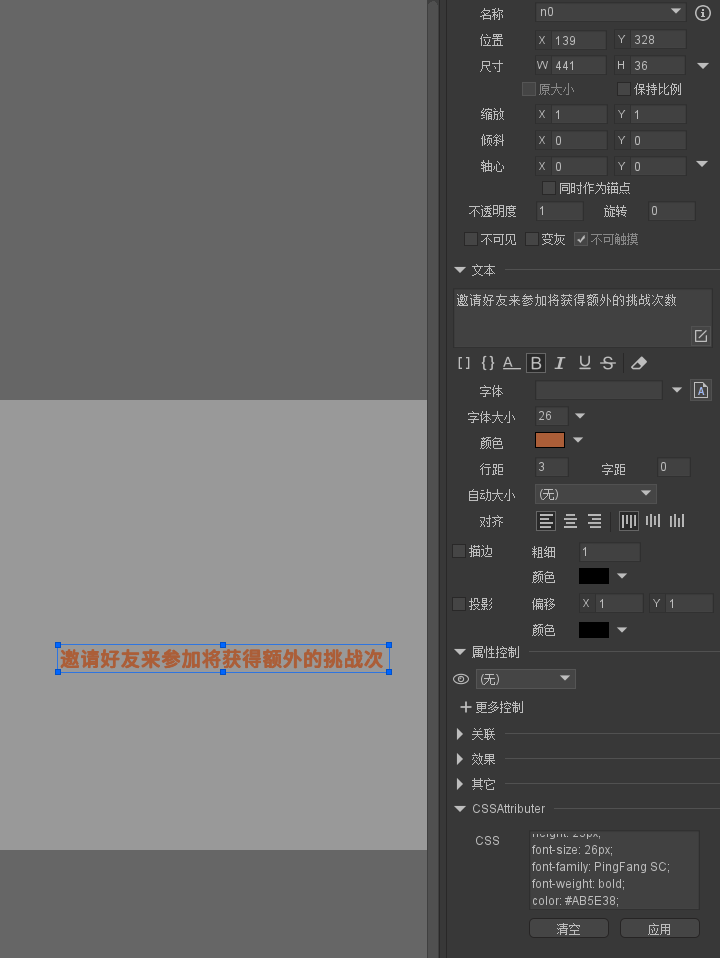 名称 n0
位置 X 139 Y 328
尺寸 W 441 H 36
原大小 保持比例
缩放 X 1 Y 1
倾斜 X 0 Y 0
轴心 X 0 Y 0
同时作为锚点
不透明度 1 旋转 0
不可见 变灰 不可触摸
文本
邀请好友来参加将获得额外的挑战次数
[] {} A B I U S
字体 A
字体大小 26
颜色
行距 3 字距 0
自动大小 (无)
对齐
描边 粗细 1
颜色
投影 偏移 X 1 Y 1
颜色
邀请好友来参加将获得额外的挑战次
属性控制
(无)
更多控制
关联
效果
其它
CSSAttributer
CSS
font-size: 26px;
font-family: PingFang SC;
font-weight: bold;
color: #AB5E38;
清空 应用